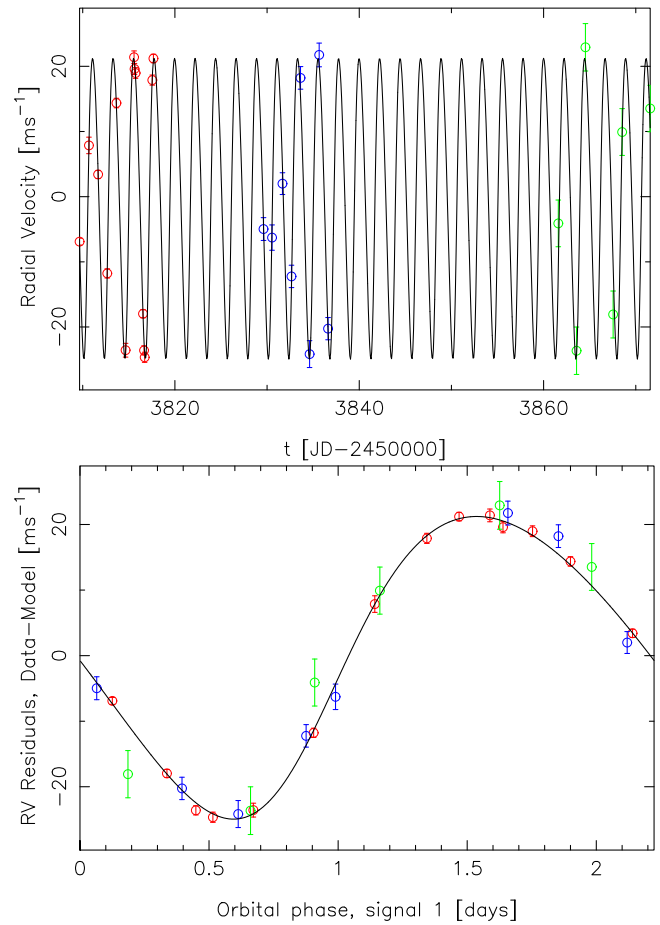 20
0
−20
Radial Velocity [ms⁻¹]
3820 3840 3860
t [JD−2450000]
20
0
−20
RV Residuals, Data−Model [ms⁻¹]
0 0.5 1 1.5 2
Orbital phase, signal 1 [days]